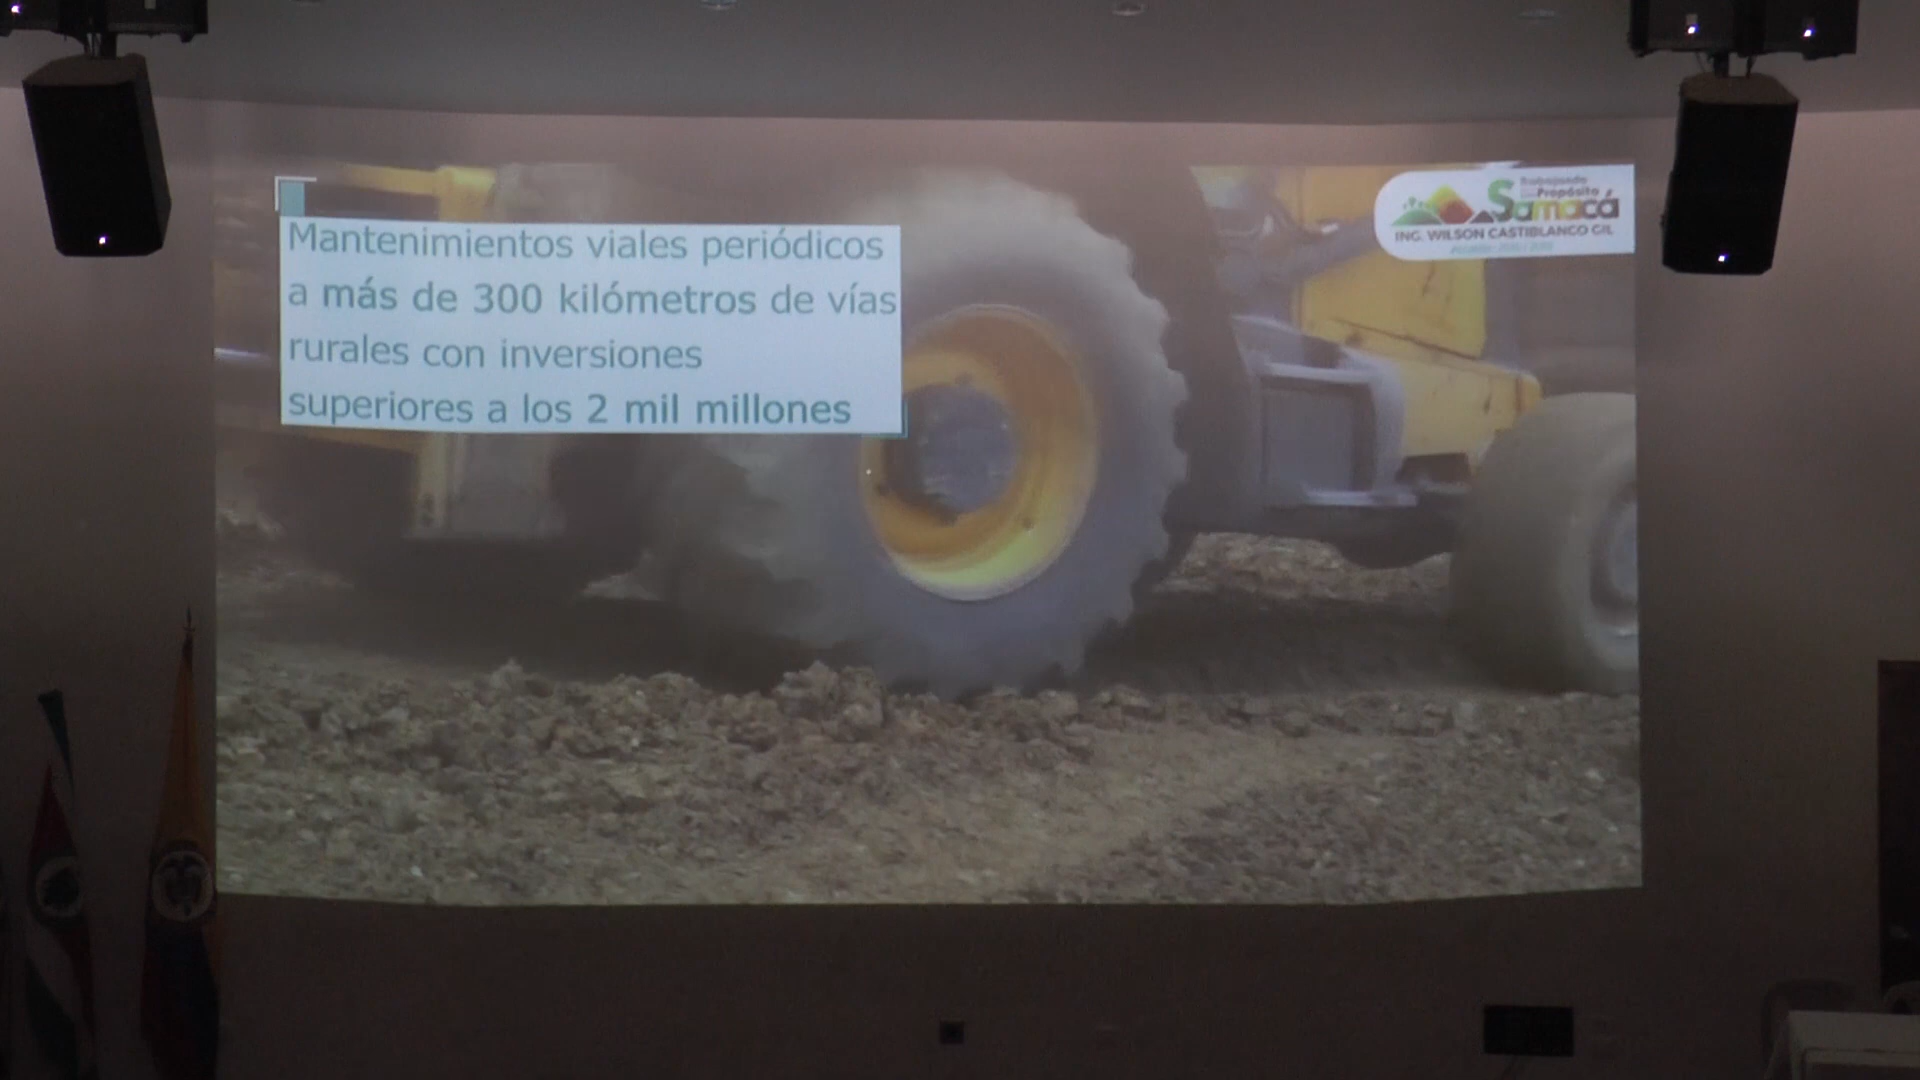 Mantenimientos viales periódicos
a más de 300 kilómetros de vías
rurales con inversiones
superiores a los 2 mil millones
Trabajando
Propósito
Samacá
ING. WILSON CASTIBLANCO GIL